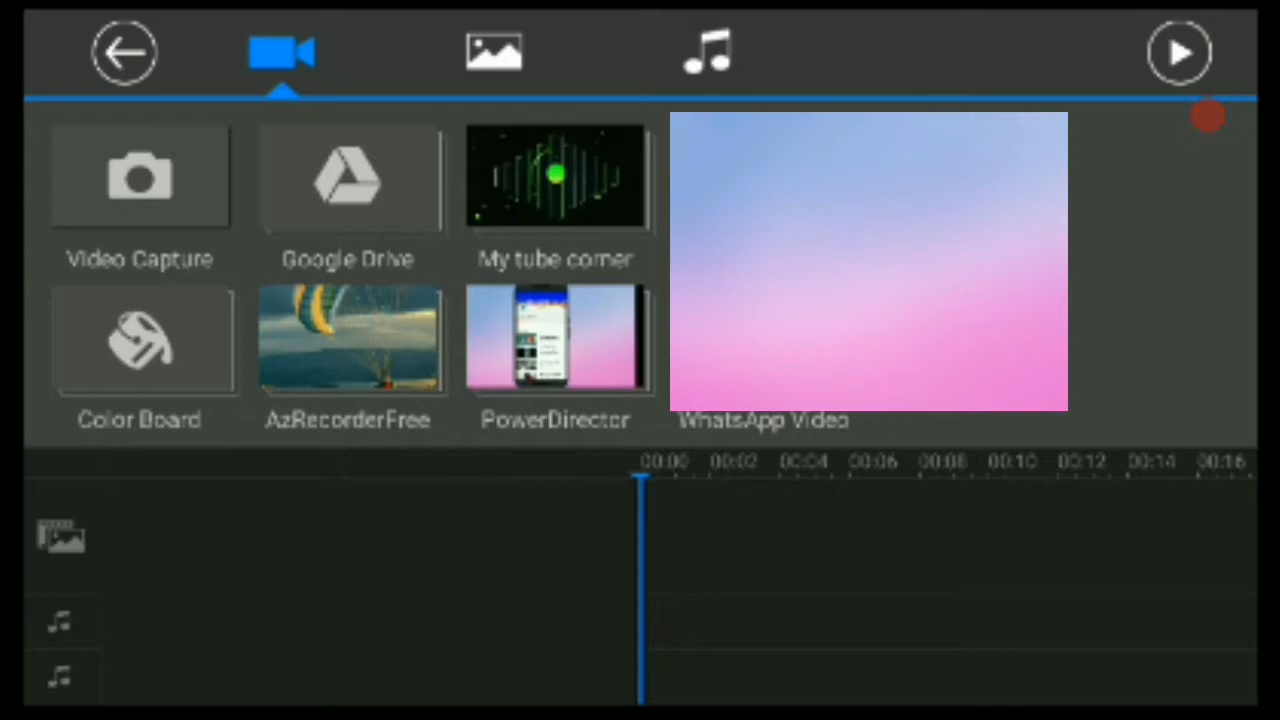 Video Capture
Google Drive
My tube corner
Color Board
AzRecorderFree
PowerDirector
WhatsApp Video
00:00 00:02 00:04 00:06 00:08 00:10 00:12 00:14 00:16